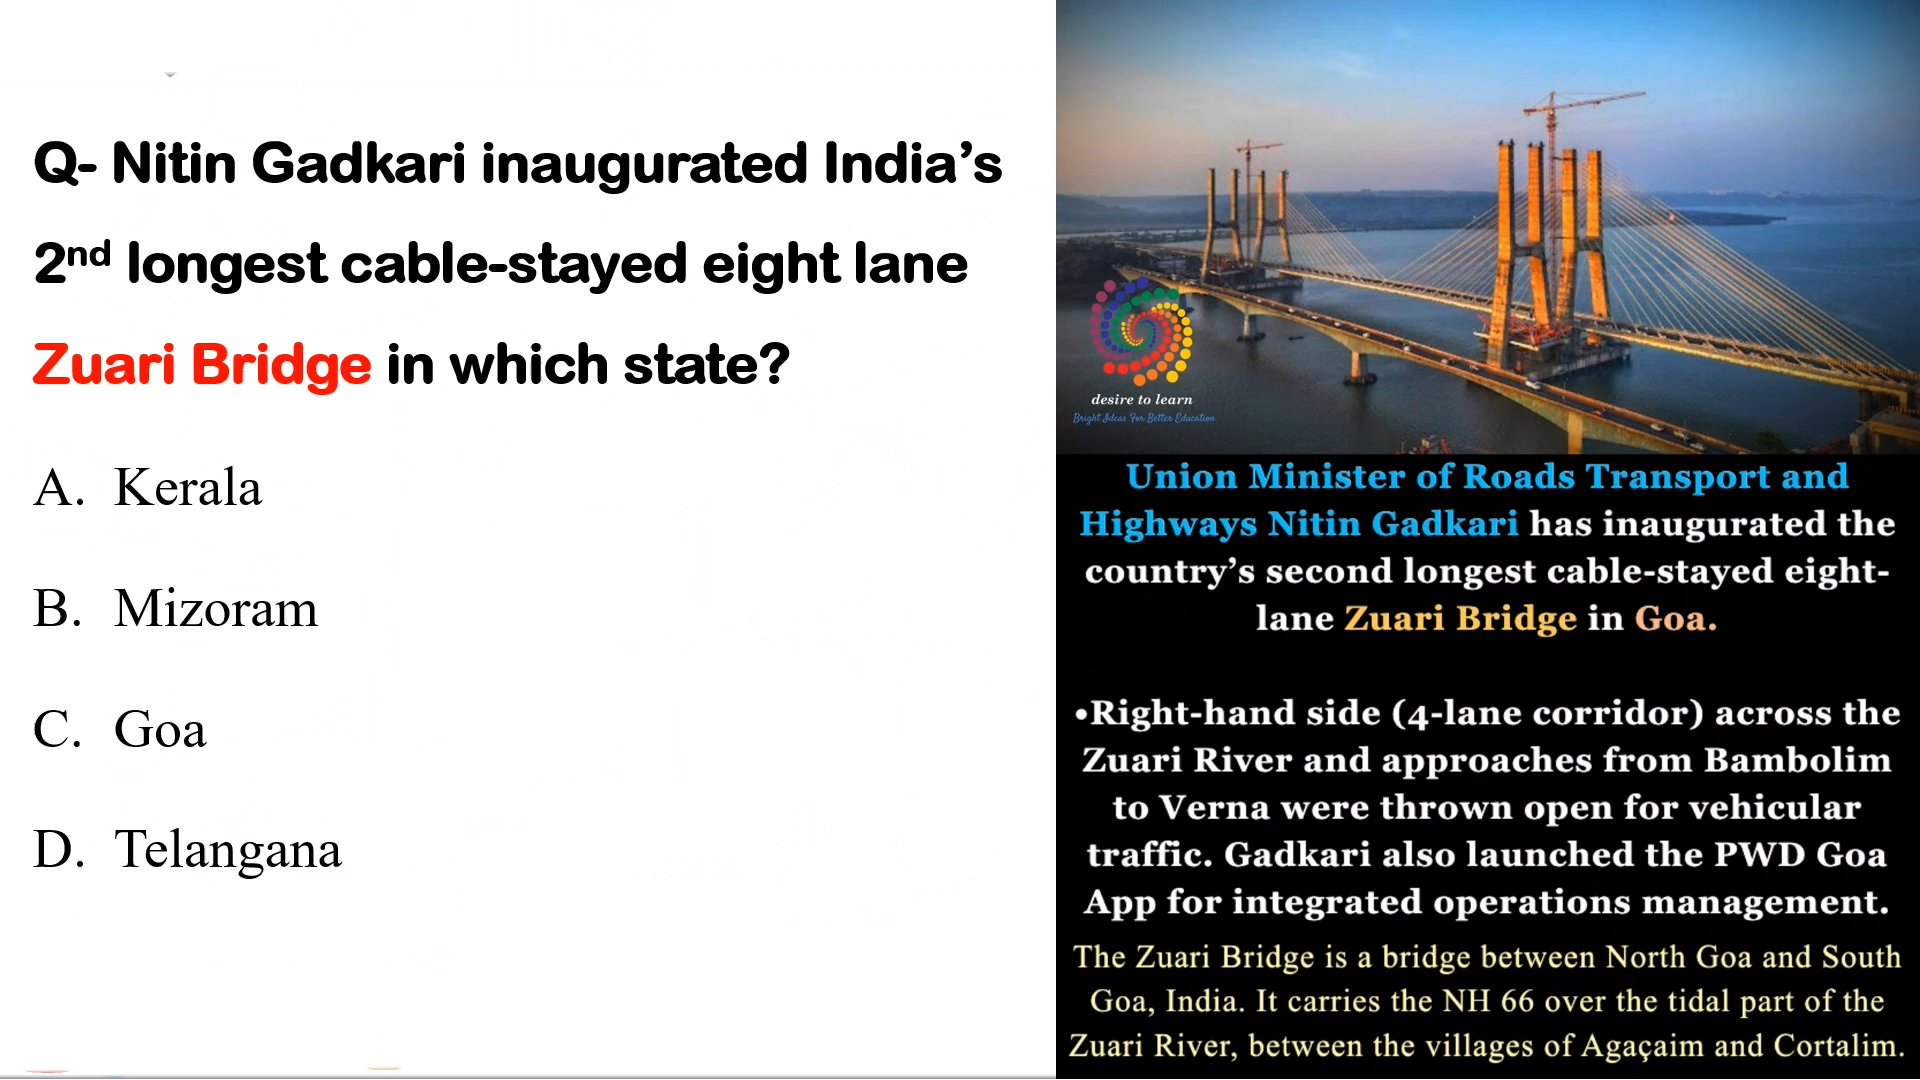 Q- Nitin Gadkari inaugurated India’s
2nd longest cable-stayed eight lane
Zuari Bridge in which state?
A. Kerala
B. Mizoram
C. Goa
D. Telangana
desire to learn
Bright Ideas For Better Education
Union Minister of Roads Transport and
Highways Nitin Gadkari has inaugurated the
country’s second longest cable-stayed eight-
lane Zuari Bridge in Goa.
•Right-hand side (4-lane corridor) across the
Zuari River and approaches from Bambolim
to Verna were thrown open for vehicular
traffic. Gadkari also launched the PWD Goa
App for integrated operations management.
The Zuari Bridge is a bridge between North Goa and South
Goa, India. It carries the NH 66 over the tidal part of the
Zuari River, between the villages of Agaçaim and Cortalim.